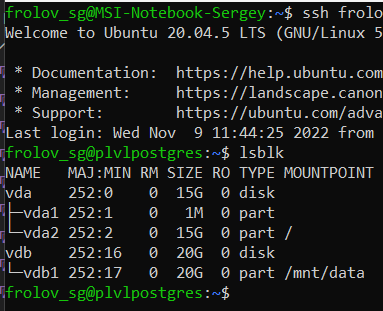 frolov_sg@MSI-Notebook-Sergey:~$ ssh frolo
Welcome to Ubuntu 20.04.5 LTS (GNU/Linux 5
 * Documentation:  https://help.ubuntu.com
 * Management:     https://landscape.canon
 * Support:        https://ubuntu.com/adva
Last login: Wed Nov  9 11:44:25 2022 from
frolov_sg@plvlpostgres:~$ lsblk
NAME   MAJ:MIN RM SIZE RO TYPE MOUNTPOINT
vda    252:0    0  15G  0 disk
├─vda1 252:1    0   1M  0 part
└─vda2 252:2    0  15G  0 part /
vdb    252:16   0  20G  0 disk
└─vdb1 252:17   0  20G  0 part /mnt/data
frolov_sg@plvlpostgres:~$